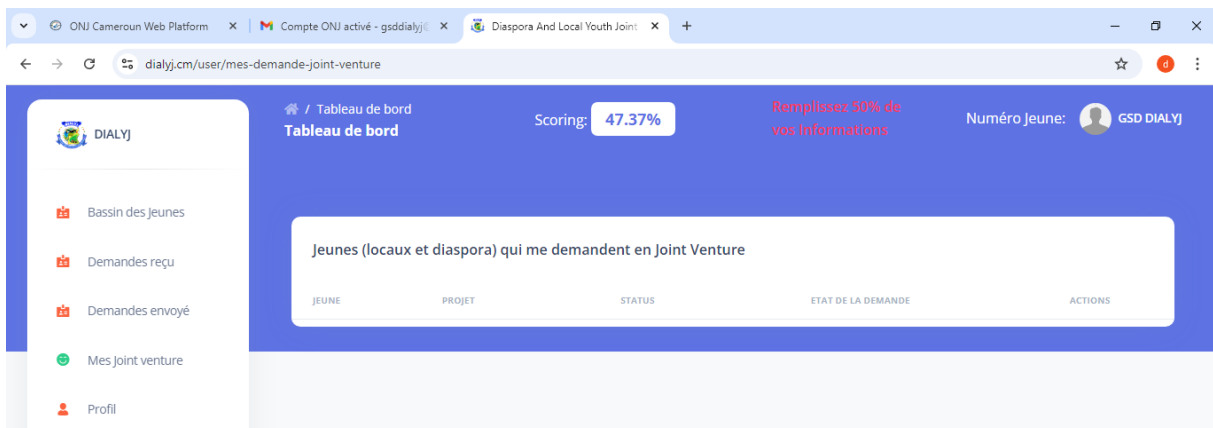 ONJ Cameroun Web Platform
Compte ONJ activé - gsddialyj@
Diaspora And Local Youth Joint
dialyj.cm/user/mes-demande-joint-venture
d
DIALYJ
/ Tableau de bord
Tableau de bord
Scoring: 47.37%
Remplissez 50% de
vos informations
Numéro Jeune:
GSD DIALYJ
Bassin des Jeunes
Demandes reçu
Demandes envoyé
Mes Joint venture
Profil
Jeunes (locaux et diaspora) qui me demandent en Joint Venture
JEUNE PROJET STATUS ETAT DE LA DEMANDE ACTIONS